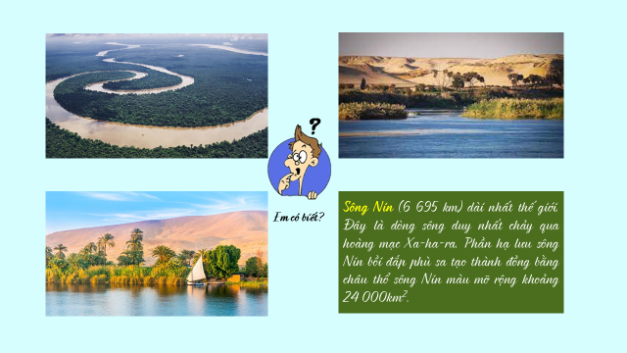 ?
Em có biết?
Sông Nin (6 695 km) dài nhất thế giới.
Đây là dòng sông duy nhất chảy qua
hoàng mạc Xa-ha-ra. Phần hạ lưu sông
Nin bồi đắp phù sa tạo thành đồng bằng
châu thổ sông Nin màu mỡ rộng khoảng
24 000km².